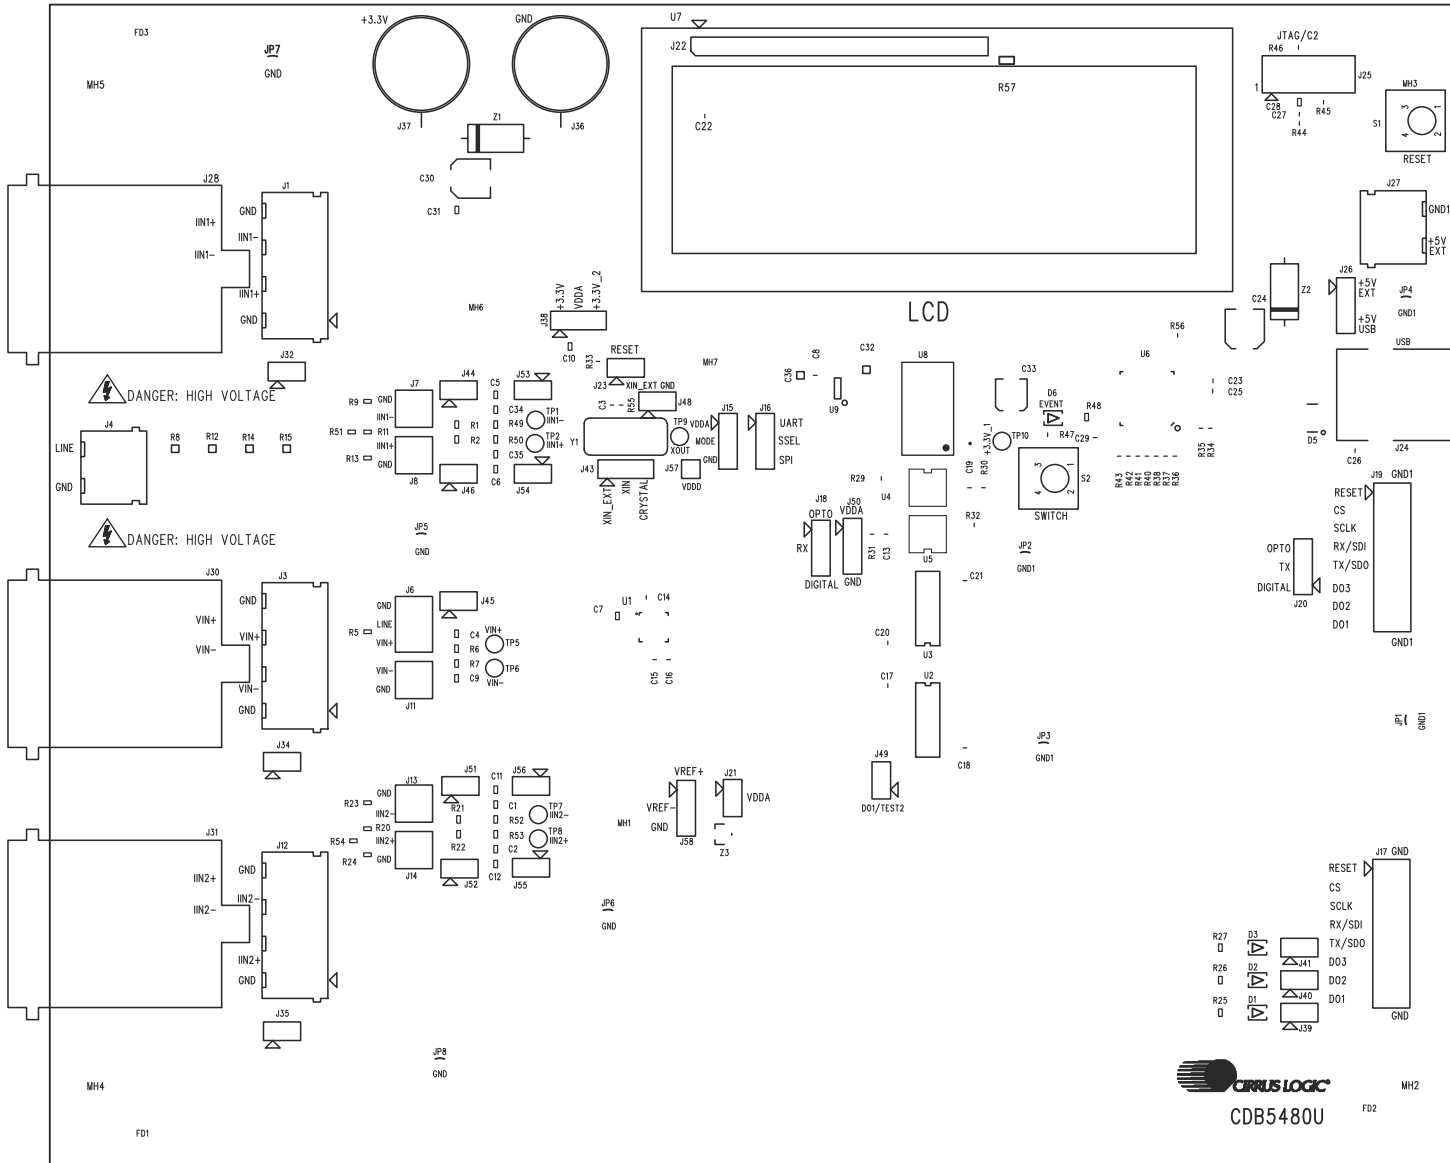 FD3
+3.3V
GND
U7
JP7
GND
J22
R57
C22
JTAG/C2
R46
J25
1
C28
C27
R45
R44
MH3
S1
3
1
4
2
RESET
MH5
J37
J36
Z1
C30
C31
J28
J1
GND
IIN1+
IIN1-
IIN1-
IIN1+
GND
J32
J27
GND1
+5V
EXT
J26
+5V
EXT
+5V
USB
JP4
GND1
Z2
C24
LCD
MH6
+3.3V
VDDA
+3.3V_2
J38
C10
R33
RESET
J23
MH7
C36
C8
C32
U9
U8
C33
D6
EVENT
R47
R48
C29
R56
U6
C23
C25
USB
D5
C26
J24
DANGER: HIGH VOLTAGE
J4
LINE
GND
R8
R12
R14
R15
DANGER: HIGH VOLTAGE
R9
R51
R11
R13
J7
GND
IIN1-
IIN1+
GND
J8
J44
R1
R2
J46
C5
C34
R49
R50
C35
C6
J53
TP1
IIN1-
TP2
IIN1+
J54
C3
R55
XIN_EXT GND
J48
Y1
TP9
XOUT
J43
XIN_EXT
XIN
CRYSTAL
J57
VDDD
J15
VDDA
MODE
GND
J16
UART
SSEL
SPI
+3.3V_1
TP10
C19
R30
S2
3
1
4
2
SWITCH
R43
R42
R41
R40
R38
R37
R36
R35
R34
R29
U4
R32
U5
J18
OPTO
RX
DIGITAL
J50
VDDA
GND
R31
C13
JP2
GND1
C21
J19
GND1
RESET
CS
SCLK
RX/SDI
TX/SDO
DO3
DO2
DO1
GND1
OPTO
TX
DIGITAL
J20
JP5
GND
J30
VIN+
VIN-
J3
GND
VIN+
VIN-
GND
J34
J6
GND
LINE
VIN+
R5
VIN-
GND
J11
J45
C4
R6
R7
C9
VIN+
TP5
TP6
VIN-
C7
U1
C14
C15
C16
C20
U3
C17
U2
C18
JP3
GND1
JP1
GND1
J49
DO1/TEST2
J31
IIN2+
IIN2-
J12
GND
IIN2-
IIN2+
GND
J35
R23
R20
R54
R24
J13
GND
IIN2-
IIN2+
GND
J14
J51
R21
R22
J52
C11
C1
R52
R53
C2
C12
J56
TP7
IIN2-
TP8
IIN2+
J55
MH1
VREF+
VREF-
GND
J58
J21
VDDA
Z3
JP6
GND
J17
GND
RESET
CS
SCLK
RX/SDI
TX/SDO
DO3
DO2
DO1
GND
R27
D3
J41
R26
D2
J40
R25
D1
J39
JP8
GND
MH4
FD1
CIRRUS LOGIC®
CDB5480U
MH2
FD2